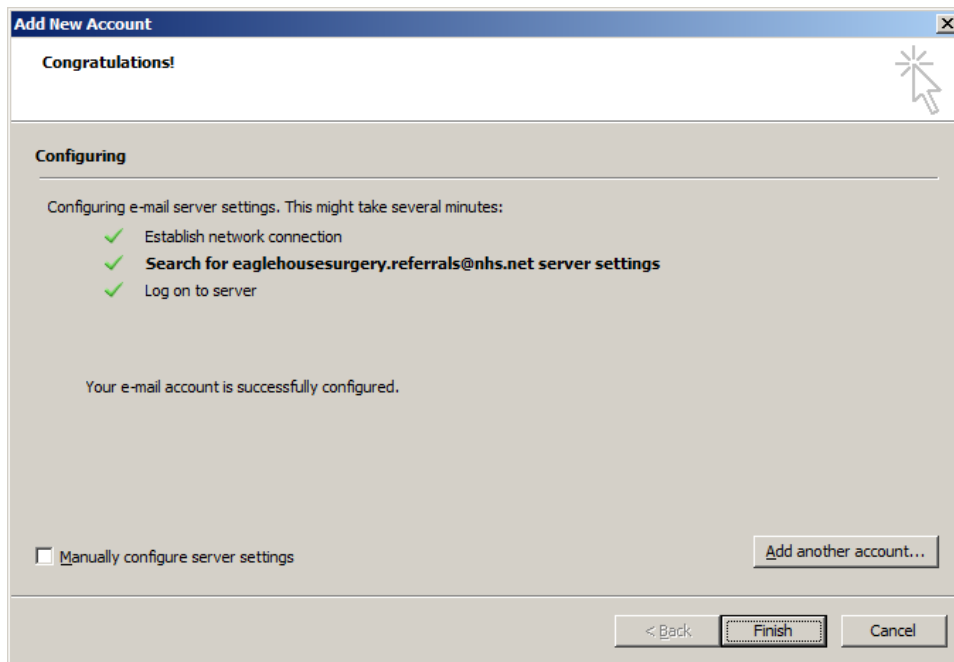 Add New Account
Congratulations!
Configuring
Configuring e-mail server settings. This might take several minutes:
Establish network connection
Search for eaglehousesurgery.referrals@nhs.net server settings
Log on to server
Your e-mail account is successfully configured.
Manually configure server settings
Add another account...
< Back
Finish
Cancel